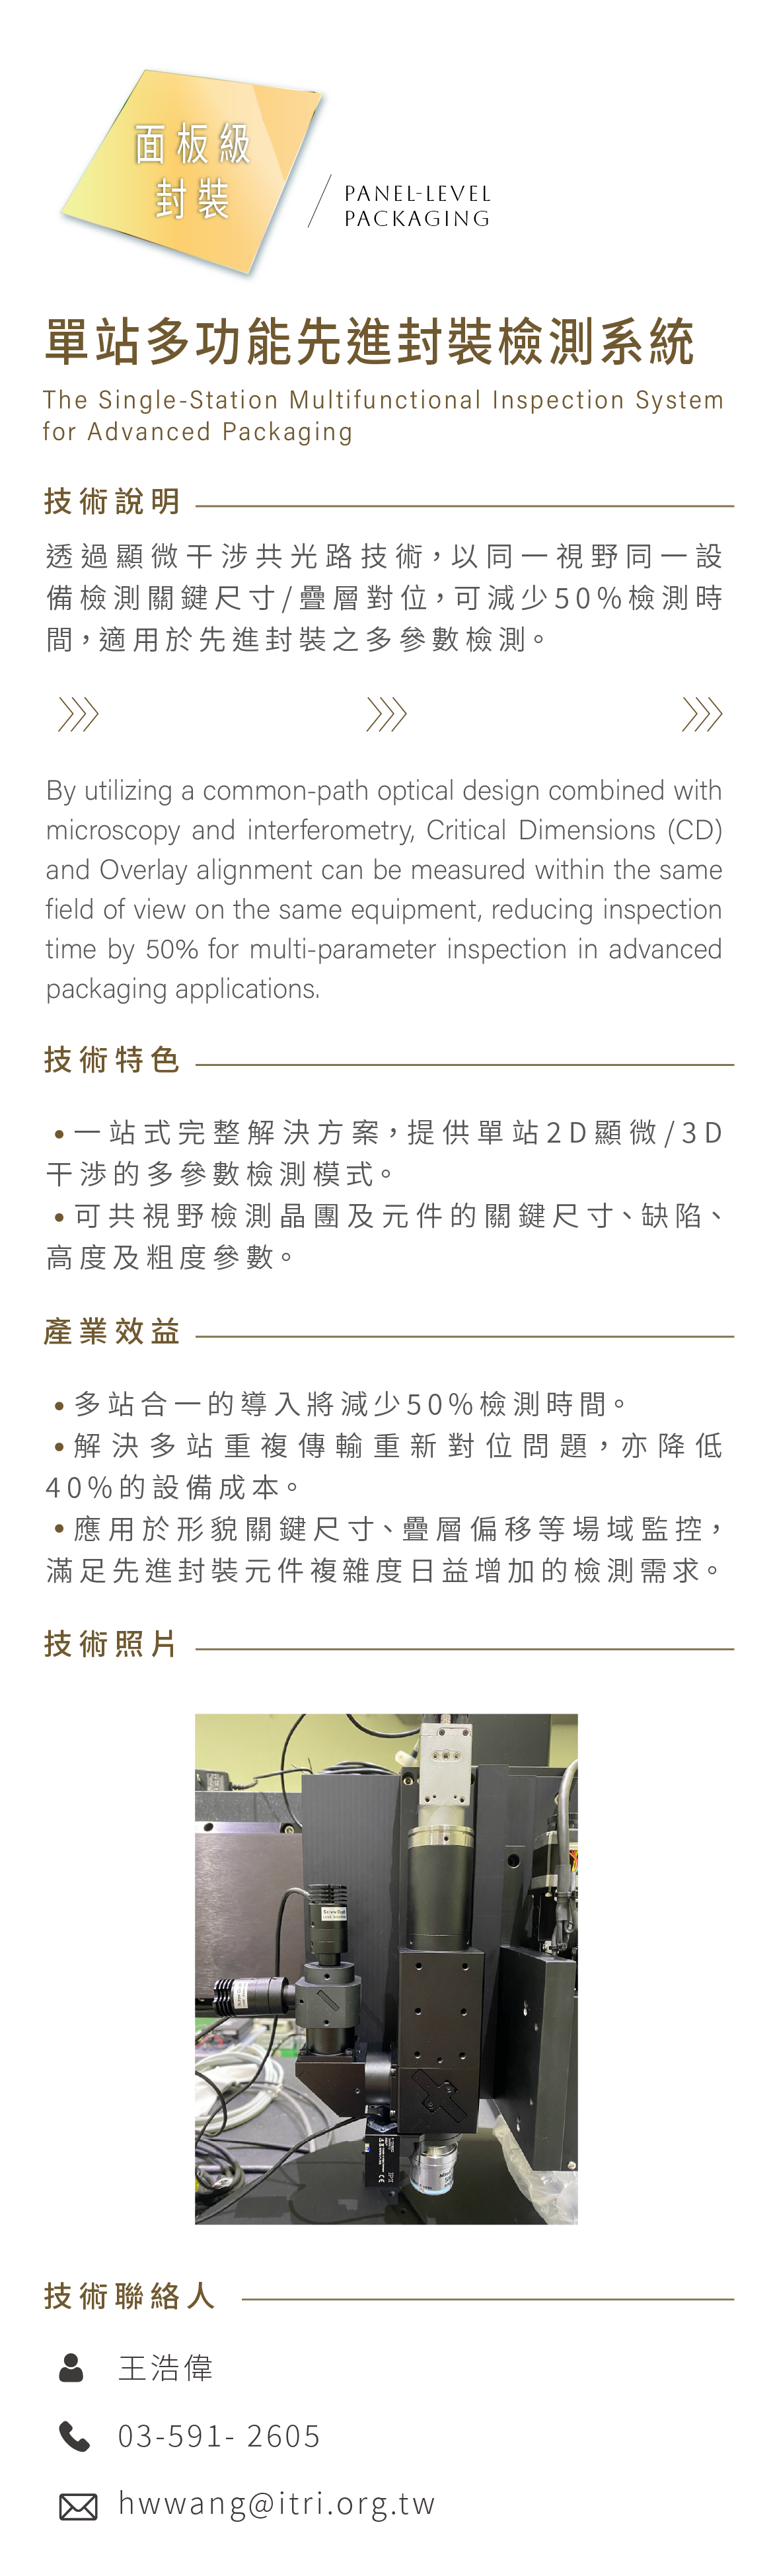 面板級
封裝
PANEL-LEVEL
PACKAGING
單站多功能先進封裝檢測系統
The Single-Station Multifunctional Inspection System
for Advanced Packaging
技術說明
透過顯微干涉共光路技術，以同一視野同一設
備檢測關鍵尺寸/疊層對位，可減少50%檢測時
間，適用於先進封裝之多參數檢測。
By utilizing a common-path optical design combined with
microscopy and interferometry, Critical Dimensions (CD)
and Overlay alignment can be measured within the same
field of view on the same equipment, reducing inspection
time by 50% for multi-parameter inspection in advanced
packaging applications.
技術特色
•一站式完整解決方案，提供單站2D顯微/3D
干涉的多參數檢測模式。
•可共視野檢測晶圓及元件的關鍵尺寸、缺陷、
高度及粗度參數。
產業效益
•多站合一的導入將減少50%檢測時間。
•解決多站重複傳輸重新對位問題，亦降低
40%的設備成本。
•應用於形貌關鍵尺寸、疊層偏移等場域監控，
滿足先進封裝元件複雜度日益增加的檢測需求。
技術照片
技術聯絡人
王浩偉
03-591- 2605
hwwang@itri.org.tw